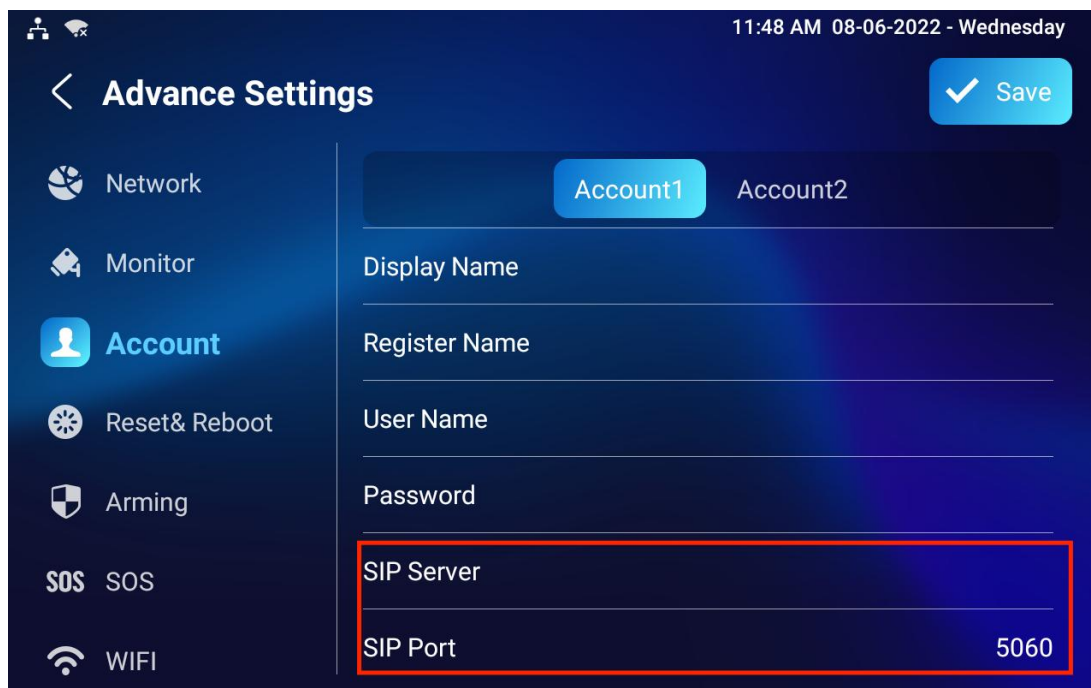 11:48 AM 08-06-2022 - Wednesday
Advance Settings
Save
Network
Monitor
Account
Reset& Reboot
Arming
SOS SOS
WIFI
Account1 Account2
Display Name
Register Name
User Name
Password
SIP Server
SIP Port 5060